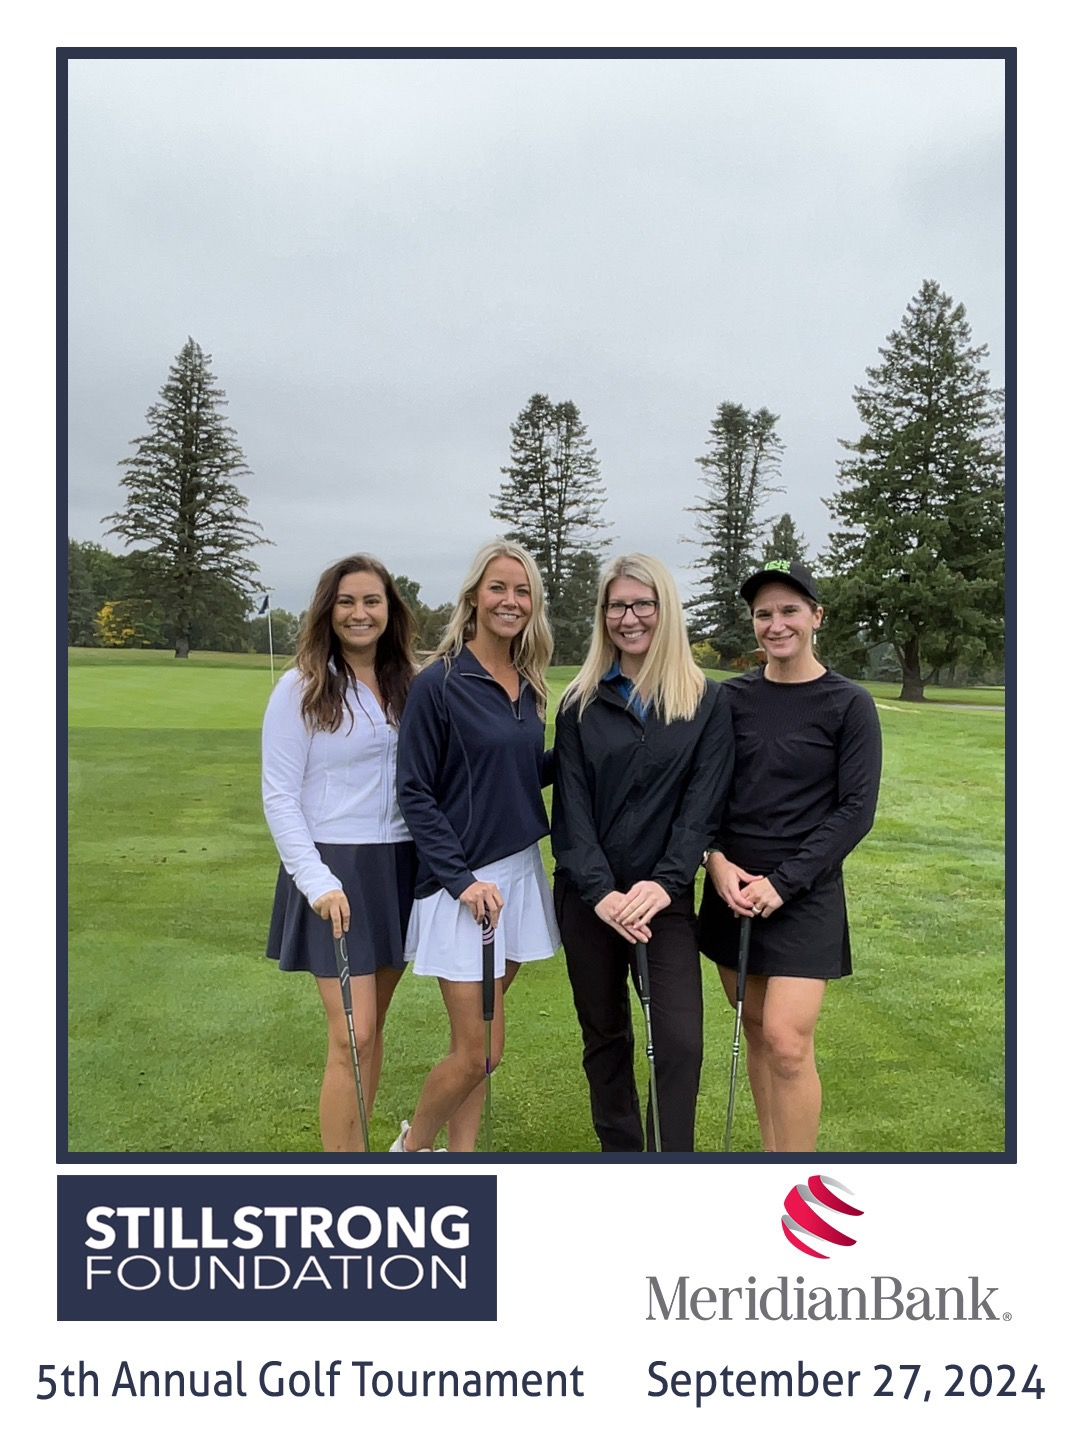 STILLSTRONG
FOUNDATION
MeridianBank®
5th Annual Golf Tournament
September 27, 2024